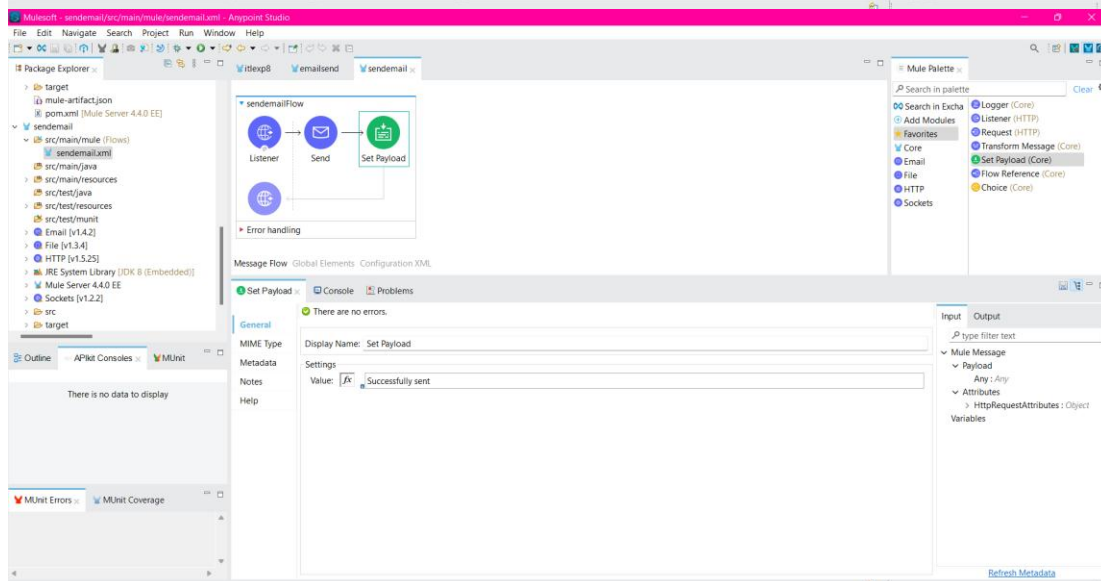 Mulesoft - sendemail/src/main/mule/sendemail.xml - Anypoint Studio
File Edit Navigate Search Project Run Window Help
Package Explorer
target
mule-artifact.json
pom.xml [Mule Server 4.4.0 EE]
sendemail
src/main/mule (Flows)
sendemail.xml
src/main/java
src/main/resources
src/test/java
src/test/resources
src/test/munit
Email [v1.4.2]
File [v1.3.4]
HTTP [v1.5.25]
JRE System Library [JDK 8 (Embedded)]
Mule Server 4.4.0 EE
Sockets [v1.2.2]
src
target
Outline
APIkit Consoles
MUnit
There is no data to display
MUnit Errors
MUnit Coverage
itlexp8
emailsend
sendemail
sendemailFlow
Listener
Send
Set Payload
Error handling
Message Flow Global Elements Configuration XML
Mule Palette
Search in palette
Clear
Search in Excha
Add Modules
Favorites
Core
Email
File
HTTP
Sockets
Logger (Core)
Listener (HTTP)
Request (HTTP)
Transform Message (Core)
Set Payload (Core)
Flow Reference (Core)
Choice (Core)
Set Payload
Console
Problems
There are no errors.
General
MIME Type
Metadata
Notes
Help
Display Name: Set Payload
Settings
Value: fx Successfully sent
Input Output
type filter text
Mule Message
Payload
Any : Any
Attributes
HttpRequestAttributes : Object
Variables
Refresh Metadata